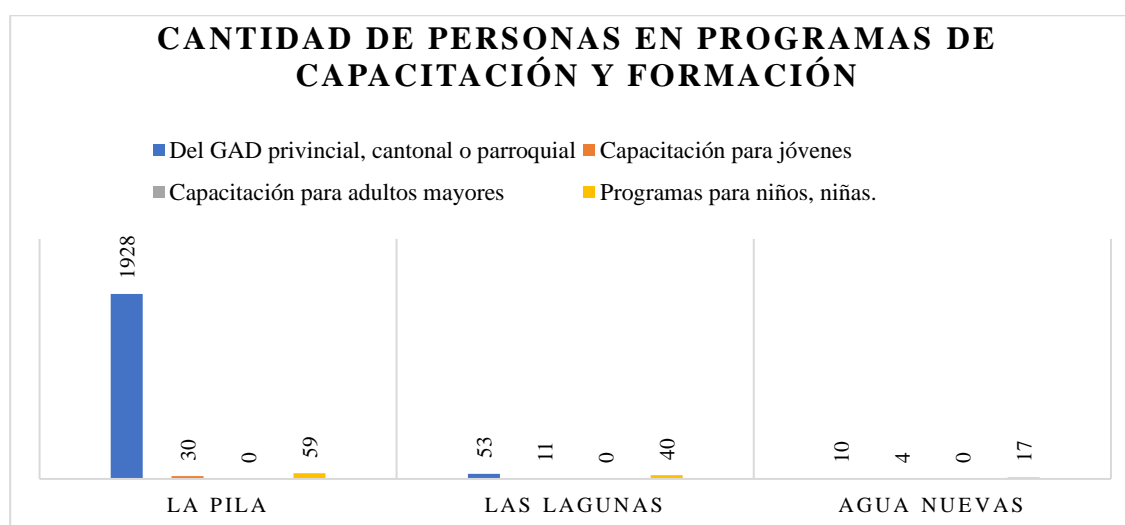 CANTIDAD DE PERSONAS EN PROGRAMAS DE
CAPACITACIÓN Y FORMACIÓN
Del GAD privincial, cantonal o parroquial Capacitación para jóvenes
Capacitación para adultos mayores Programas para niños, niñas.
1928 30 0 59 53 11 0 40 10 4 0 17
LA PILA LAS LAGUNAS AGUA NUEVAS